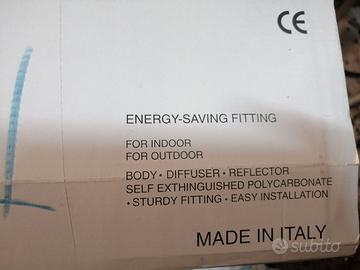 CE
ENERGY-SAVING FITTING
FOR INDOOR
FOR OUTDOOR
BODY • DIFFUSER • REFLECTOR
SELF EXTHINGUISHED POLYCARBONATE
• STURDY FITTING • EASY INSTALLATION
MADE IN ITALY
subito